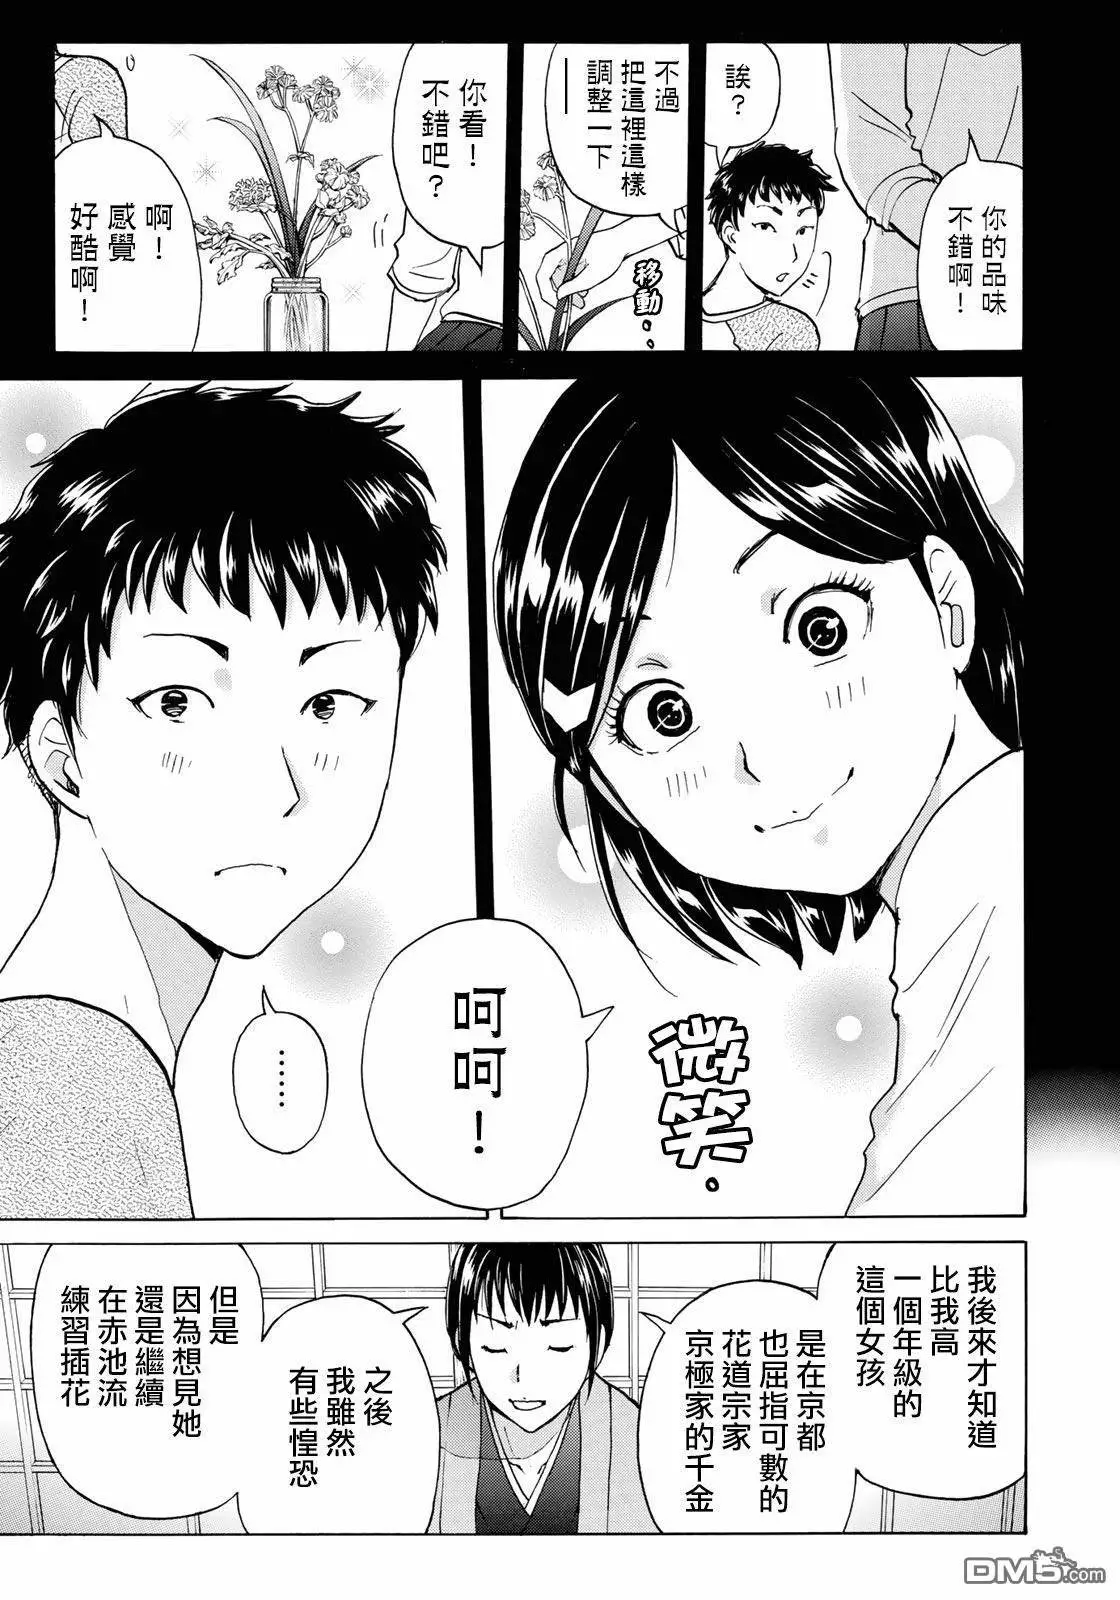 你的品味
不錯啊！
誒？
不過
把這裡這樣
調整一下
——
移動。。
你看！
不錯吧？
啊！
感覺
好酷啊！
微笑。
呵呵！
……
我後來才知道
比我高
一個年級的
這個女孩
是在京都
也屈指可數的
花道宗家
京極家的千金
之後
我雖然
有些惶恐
但是
因為想見她
還是繼續
在赤池流
練習插花
DM5.com